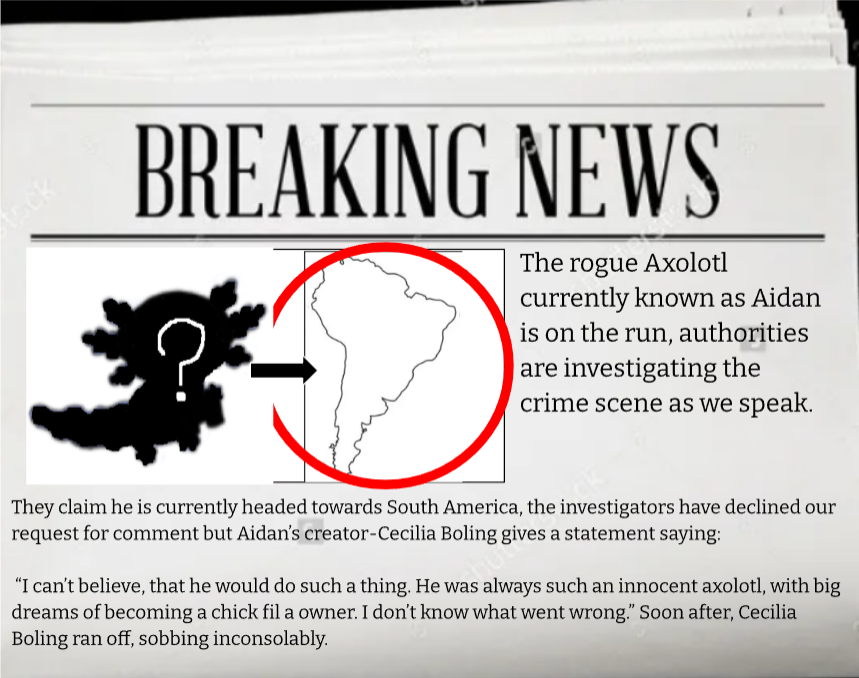 BREAKING NEWS
?
The rogue Axolotl
currently known as Aidan
is on the run, authorities
are investigating the
crime scene as we speak.
They claim he is currently headed towards South America, the investigators have declined our
request for comment but Aidan’s creator-Cecilia Boling gives a statement saying:
“I can’t believe, that he would do such a thing. He was always such an innocent axolotl, with big
dreams of becoming a chick fil a owner. I don’t know what went wrong.” Soon after, Cecilia
Boling ran off, sobbing inconsolably.